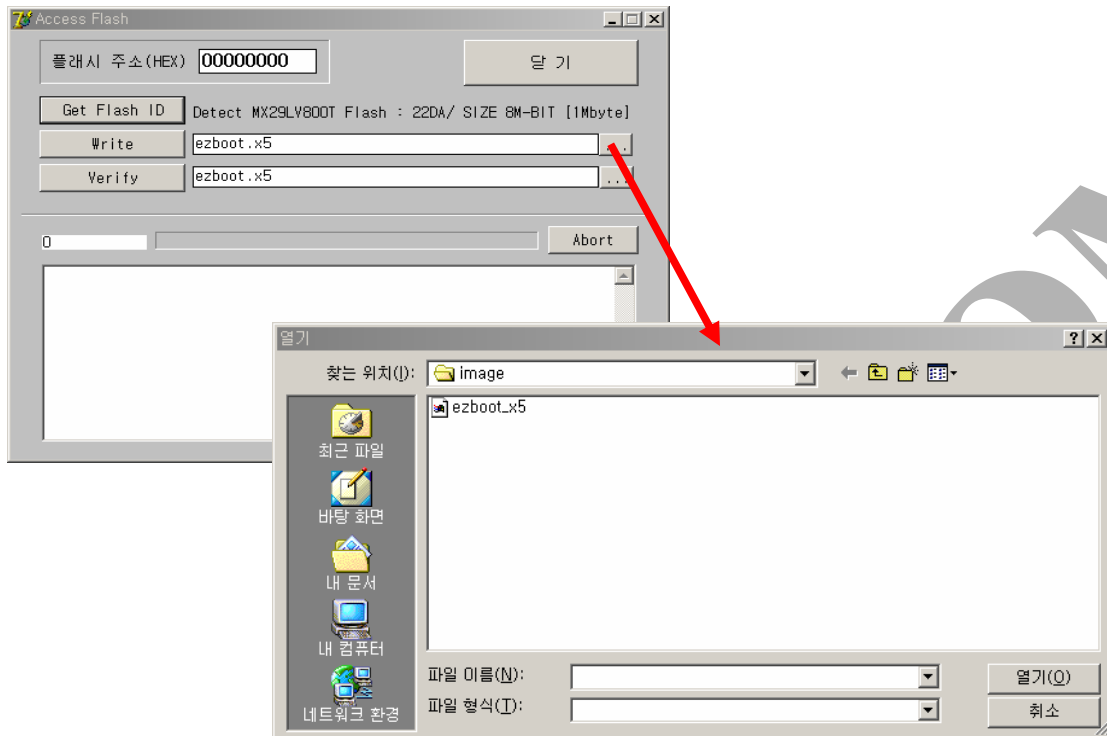 Access Flash
플래시 주소(HEX) 00000000
닫 기
Get Flash ID Detect MX29LV800T Flash : 22DA/ SIZE 8M-BIT [1Mbyte]
Write ezboot.x5 ...
Verify ezboot.x5 ...
0 Abort
열기
찾는 위치(I): image
ezboot_x5
최근 파일
바탕 화면
내 문서
내 컴퓨터
네트워크 환경
파일 이름(N): 열기(O)
파일 형식(T): 취소